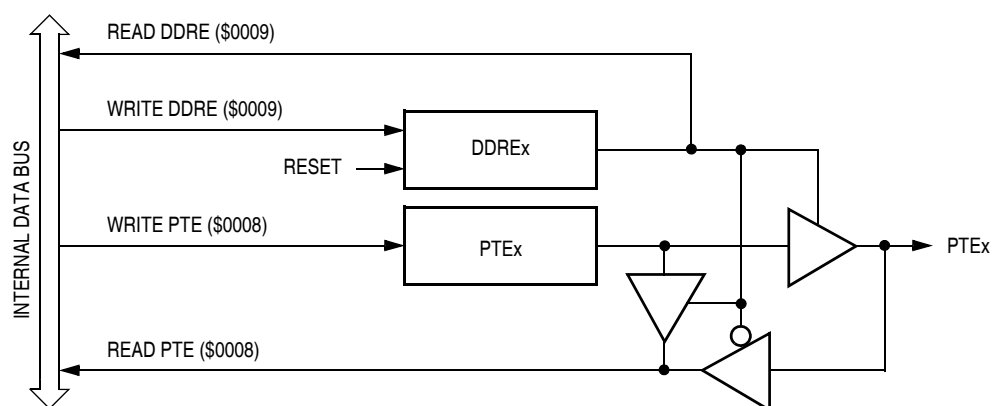 READ DDRE ($0009)
WRITE DDRE ($0009)
DDREx
RESET
INTERNAL DATA BUS
WRITE PTE ($0008)
PTEx
PTEx
READ PTE ($0008)